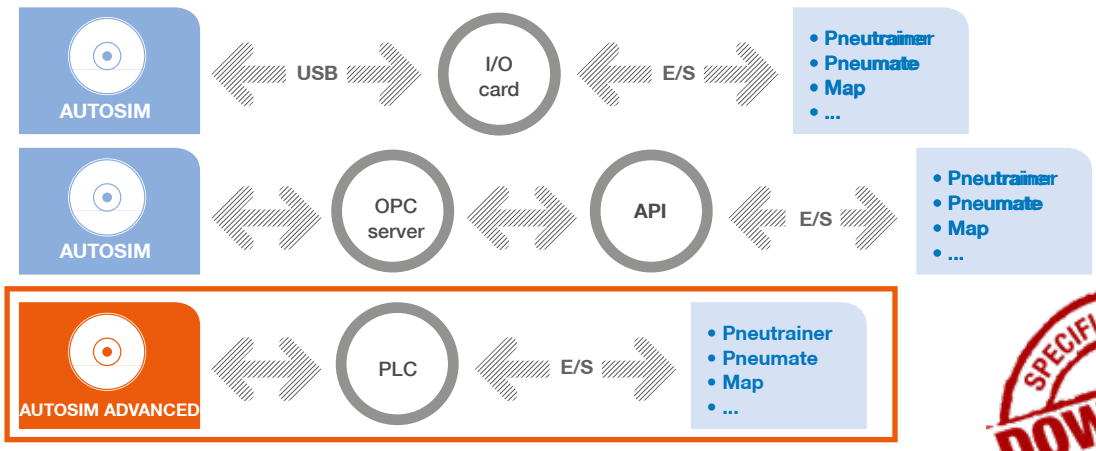 AUTOSIM
USB
I/O
card
E/S
• Pneutrainer
• Pneumate
• Map
• ...
AUTOSIM
OPC
server
API
E/S
• Pneutrainer
• Pneumate
• Map
• ...
AUTOSIM ADVANCED
PLC
E/S
• Pneutrainer
• Pneumate
• Map
• ...